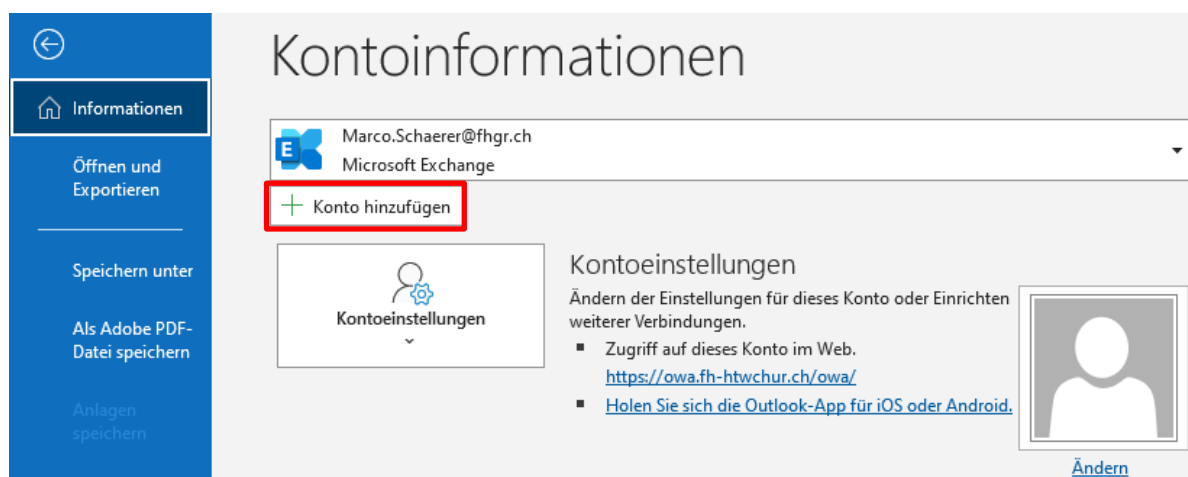 Kontoinformationen
Informationen
Öffnen und
Exportieren
Speichern unter
Als Adobe PDF-
Datei speichern
Anlagen
speichern
Marco.Schaerer@fhgr.ch
E
Microsoft Exchange
Konto hinzufügen
Kontoeinstellungen
Kontoeinstellungen
Ändern der Einstellungen für dieses Konto oder Einrichten
weiterer Verbindungen.
Zugriff auf dieses Konto im Web.
https://owa.fh-htwchur.ch/owa/
Holen Sie sich die Outlook-App für iOS oder Android.
Ändern